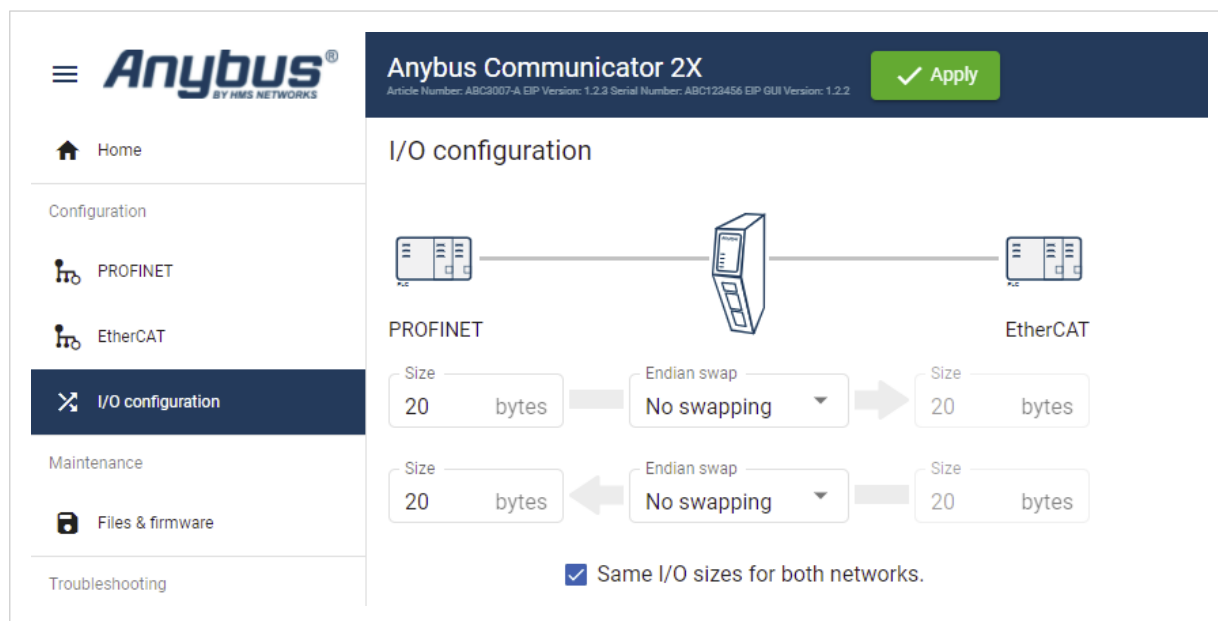 Anybus®
BY HMS NETWORKS
Anybus Communicator 2X
Article Number: ABC3007-A EIP Version: 1.2.3 Serial Number: ABC123456 EIP GUI Version: 1.2.2
Apply
Home
Configuration
PROFINET
EtherCAT
I/O configuration
Maintenance
Files & firmware
Troubleshooting
I/O configuration
Anybus
PLC
PLC
PROFINET
EtherCAT
Size
Endian swap
Size
20 bytes
No swapping
20 bytes
Size
Endian swap
Size
20 bytes
No swapping
20 bytes
Same I/O sizes for both networks.